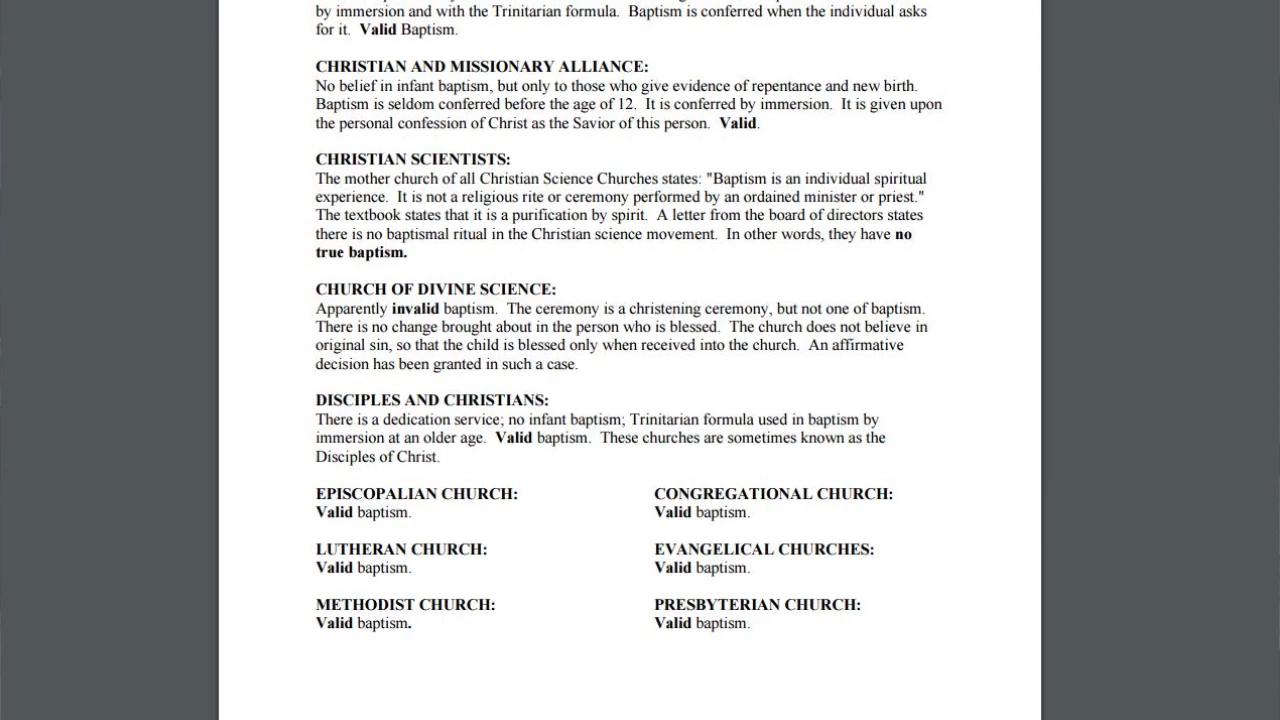 by immersion and with the Trinitarian formula.  Baptism is conferred when the individual asks
for it.  Valid Baptism.
CHRISTIAN AND MISSIONARY ALLIANCE:
No belief in infant baptism, but only to those who give evidence of repentance and new birth.
Baptism is seldom conferred before the age of 12.  It is conferred by immersion.  It is given upon
the personal confession of Christ as the Savior of this person.  Valid.
CHRISTIAN SCIENTISTS:
The mother church of all Christian Science Churches states: "Baptism is an individual spiritual
experience.  It is not a religious rite or ceremony performed by an ordained minister or priest."
The textbook states that it is a purification by spirit.  A letter from the board of directors states
there is no baptismal ritual in the Christian science movement.  In other words, they have no
true baptism.
CHURCH OF DIVINE SCIENCE:
Apparently invalid baptism.  The ceremony is a christening ceremony, but not one of baptism.
There is no change brought about in the person who is blessed.  The church does not believe in
original sin, so that the child is blessed only when received into the church.  An affirmative
decision has been granted in such a case.
DISCIPLES AND CHRISTIANS:
There is a dedication service; no infant baptism; Trinitarian formula used in baptism by
immersion at an older age.  Valid baptism.  These churches are sometimes known as the
Disciples of Christ.
EPISCOPALIAN CHURCH:
Valid baptism.
CONGREGATIONAL CHURCH:
Valid baptism.
LUTHERAN CHURCH:
Valid baptism.
EVANGELICAL CHURCHES:
Valid baptism.
METHODIST CHURCH:
Valid baptism.
PRESBYTERIAN CHURCH:
Valid baptism.